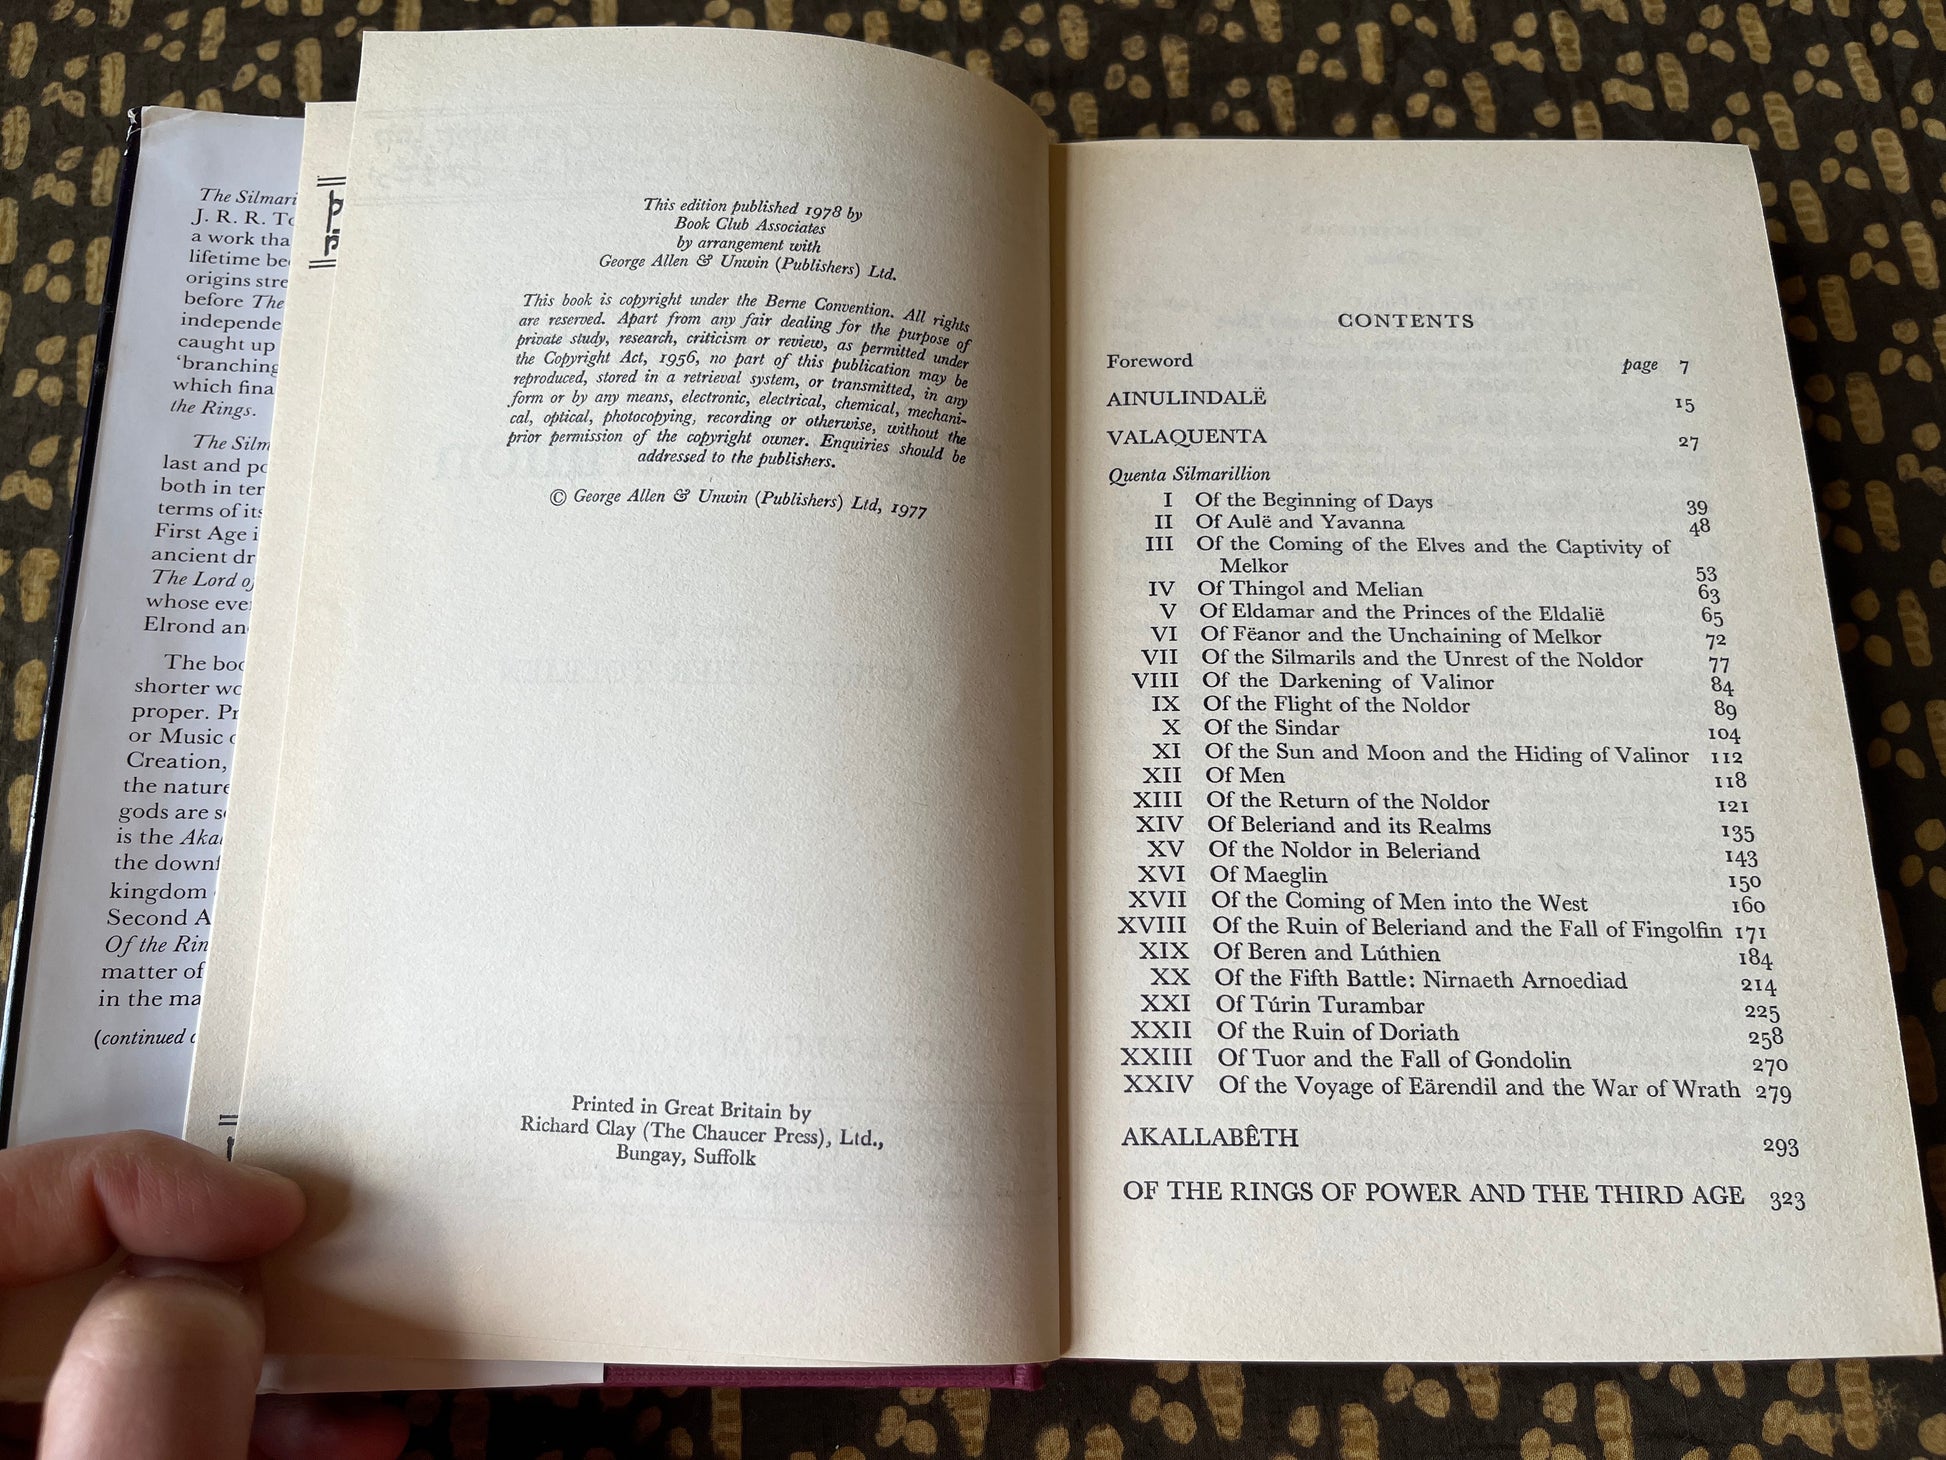 The Silmari
J. R. R. To
a work tha
lifetime be
origins stre
before The
independe
caught up
‘branching
which fina
the Rings.
The Silm
last and po
both in ter
terms of its
First Age i
ancient dr
The Lord of
whose eve
Elrond an
The boo
shorter wo
proper. Pr
or Music o
Creation,
the nature
gods are s
is the Aka
the downf
kingdom
Second A
Of the Rin
matter of
in the ma
(continued
This edition published 1978 by
Book Club Associates
by arrangement with
George Allen & Unwin (Publishers) Ltd.
This book is copyright under the Berne Convention. All rights
are reserved. Apart from any fair dealing for the purpose of
private study, research, criticism or review, as permitted under
the Copyright Act, 1956, no part of this publication may be
reproduced, stored in a retrieval system, or transmitted, in any
form or by any means, electronic, electrical, chemical, mechani-
cal, optical, photocopying, recording or otherwise, without the
prior permission of the copyright owner. Enquiries should be
addressed to the publishers.
© George Allen & Unwin (Publishers) Ltd, 1977
Printed in Great Britain by
Richard Clay (The Chaucer Press), Ltd.,
Bungay, Suffolk
CONTENTS
Foreword page 7
AINULINDALË 15
VALAQUENTA 27
Quenta Silmarillion
I Of the Beginning of Days 39
II Of Aulë and Yavanna 48
III Of the Coming of the Elves and the Captivity of
Melkor 53
IV Of Thingol and Melian 63
V Of Eldamar and the Princes of the Eldalië 65
VI Of Fëanor and the Unchaining of Melkor 72
VII Of the Silmarils and the Unrest of the Noldor 77
VIII Of the Darkening of Valinor 84
IX Of the Flight of the Noldor 89
X Of the Sindar 104
XI Of the Sun and Moon and the Hiding of Valinor 112
XII Of Men 118
XIII Of the Return of the Noldor 121
XIV Of Beleriand and its Realms 135
XV Of the Noldor in Beleriand 143
XVI Of Maeglin 150
XVII Of the Coming of Men into the West 160
XVIII Of the Ruin of Beleriand and the Fall of Fingolfin 171
XIX Of Beren and Lúthien 184
XX Of the Fifth Battle: Nirnaeth Arnoediad 214
XXI Of Túrin Turambar 225
XXII Of the Ruin of Doriath 258
XXIII Of Tuor and the Fall of Gondolin 270
XXIV Of the Voyage of Eärendil and the War of Wrath 279
AKALLABÊTH 293
OF THE RINGS OF POWER AND THE THIRD AGE 323